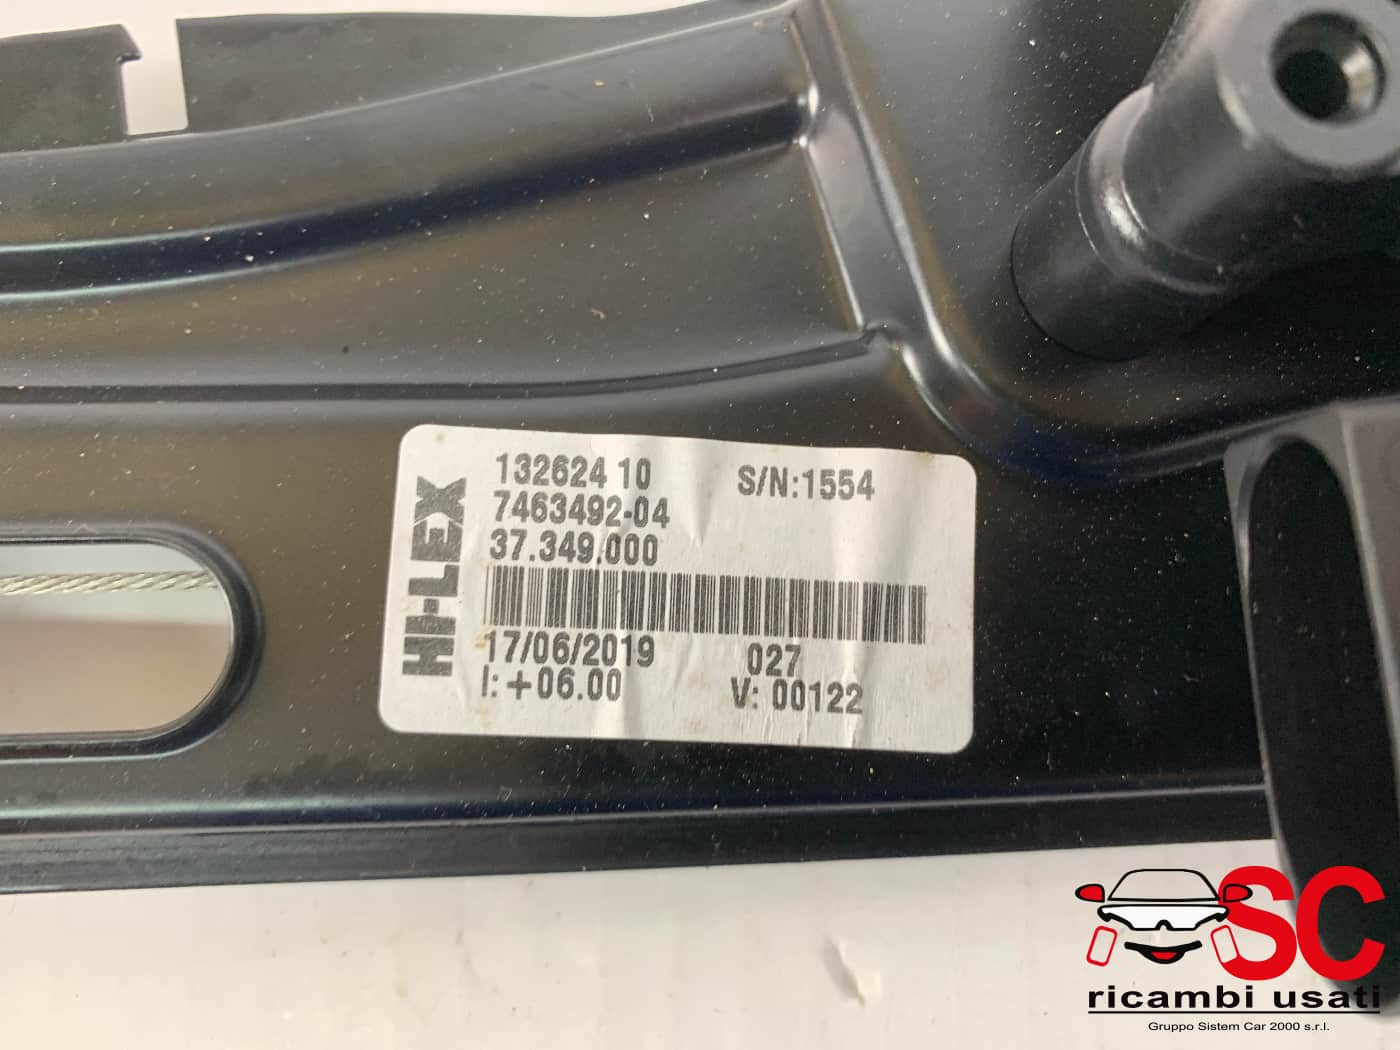 HI-LEX
132624 10 S/N:1554
7463492-04
37.349.000
17/06/2019 027
I: +06.00 V: 00122
SC
ricambi usati
Gruppo Sistem Car 2000 s.r.l.